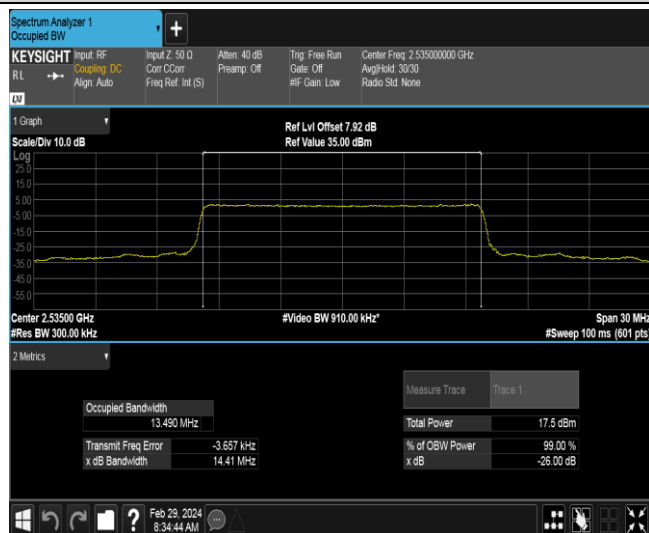 Spectrum Analyzer 1
Occupied BW
+
KEYSIGHT Input: RF Input Z: 50 Ω Atten: 40 dB Trig: Free Run Center Freq: 2.535000000 GHz
RL Coupling: DC Corr CCorr Preamp: Off Gate: Off Avg|Hold: 30/30
Align: Auto Freq Ref: Int (S) #IF Gain: Low Radio Std: None
LXI
1 Graph Ref Lvl Offset 7.92 dB
Scale/Div 10.0 dB Ref Value 35.00 dBm
Log
25.0
15.0
5.00
-5.00
-15.0
-25.0
-35.0
-45.0
-55.0
Center 2.53500 GHz #Video BW 910.00 kHz* Span 30 MHz
#Res BW 300.00 kHz #Sweep 100 ms (601 pts)
2 Metrics
Measure Trace Trace 1
Occupied Bandwidth
13.490 MHz Total Power 17.5 dBm
Transmit Freq Error -3.657 kHz % of OBW Power 99.00 %
x dB Bandwidth 14.41 MHz x dB -26.00 dB
? Feb 29, 2024
8:34:44 AM